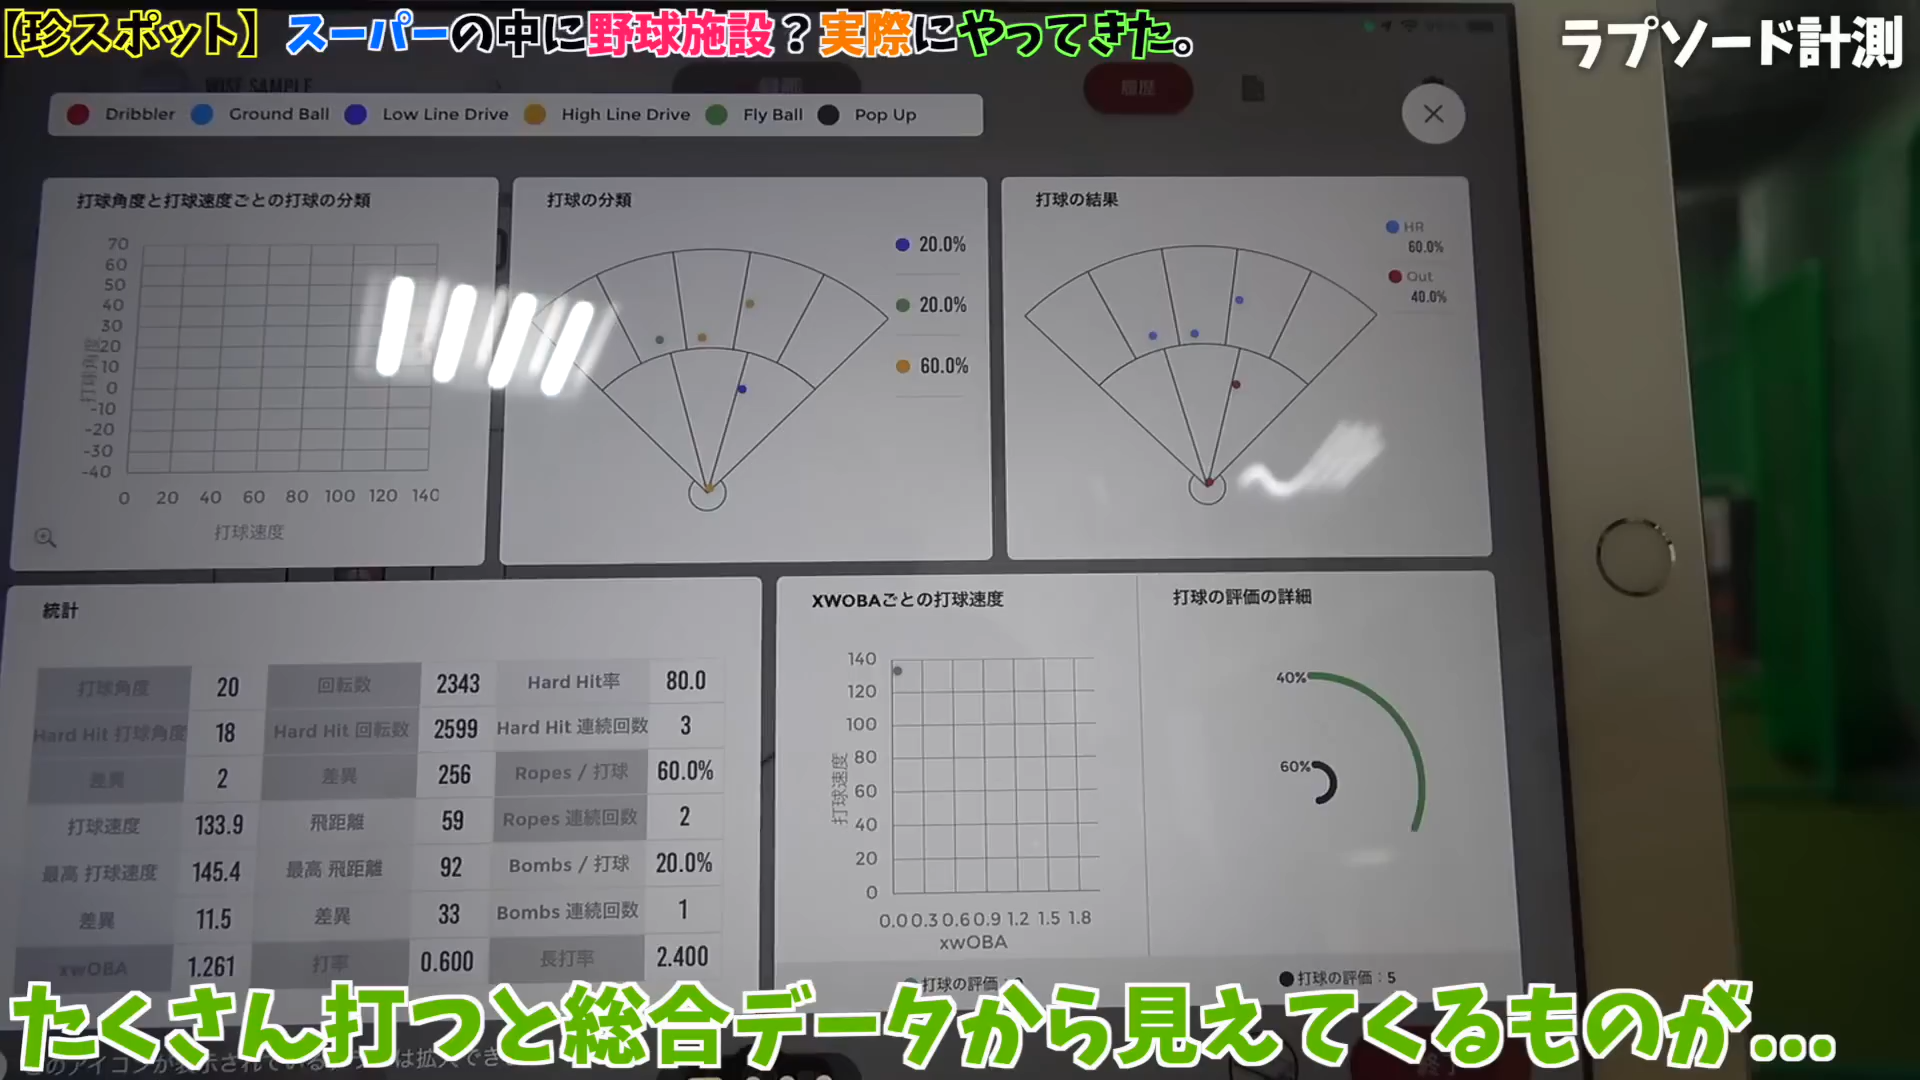 【珍スポット】スーパーの中に野球施設？実際にやってきた。
ラプソード計測
WISE SAMPLE
履歴
Dribbler Ground Ball Low Line Drive High Line Drive Fly Ball Pop Up
打球角度と打球速度ごとの打球の分類
70
60
50
40
30
20
10
0
-10
-20
-30
-40
打球角度
0 20 40 60 80 100 120 140
打球速度
打球の分類
20.0%
20.0%
60.0%
打球の結果
HR
60.0%
Out
40.0%
統計
打球角度 20 回転数 2343 Hard Hit率 80.0
Hard Hit 打球角度 18 Hard Hit 回転数 2599 Hard Hit 連続回数 3
差異 2 差異 256 Ropes / 打球 60.0%
打球速度 133.9 飛距離 59 Ropes 連続回数 2
最高 打球速度 145.4 最高 飛距離 92 Bombs / 打球 20.0%
差異 11.5 差異 33 Bombs 連続回数 1
xwOBA 1.261 打率 0.600 長打率 2.400
XWOBAごとの打球速度
140
120
100
80
60
40
20
0
打球速度
0.0 0.3 0.6 0.9 1.2 1.5 1.8
xwOBA
打球の評価の詳細
40%
60%
打球の評価：
打球の評価：5
たくさん打つと総合データから見えてくるものが…